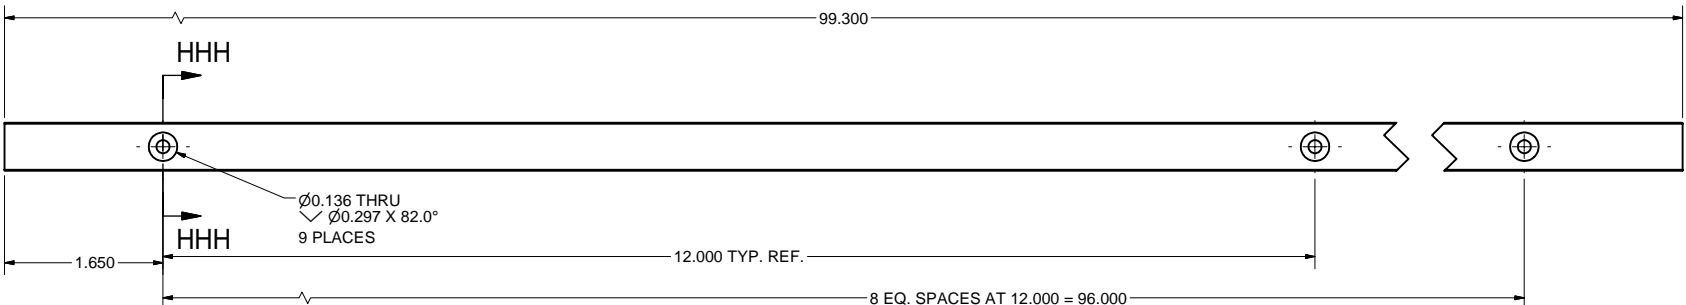 99.300
HHH
Ø0.136 THRU
Ø0.297 X 82.0°
9 PLACES
HHH
1.650
12.000 TYP. REF.
8 EQ. SPACES AT 12.000 = 96.000